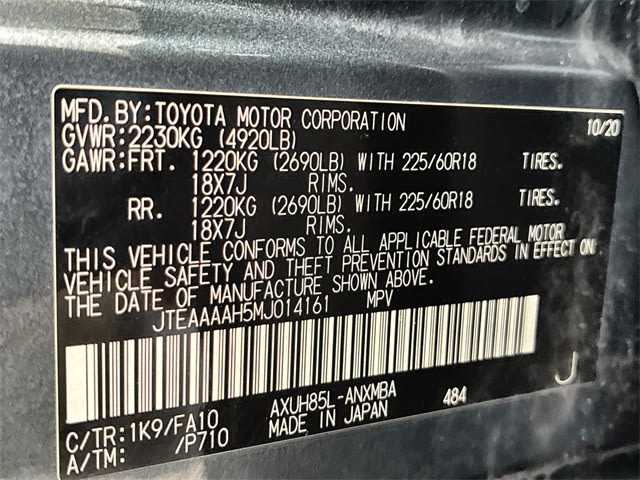 MFD. BY: TOYOTA MOTOR CORPORATION 10/20
GVWR: 2230KG (4920LB)
GAWR: FRT. 1220KG (2690LB) WITH 225/60R18 TIRES.
18X7J RIMS.
RR. 1220KG (2690LB) WITH 225/60R18 TIRES.
18X7J RIMS.
THIS VEHICLE CONFORMS TO ALL APPLICABLE FEDERAL MOTOR
VEHICLE SAFETY AND THEFT PREVENTION STANDARDS IN EFFECT ON
THE DATE OF MANUFACTURE SHOWN ABOVE.
JTEAAAAH5MJ014161 MPV
J
C/TR: 1K9/FA10 AXUH85L-ANXMBA 484
A/TM: /P710 MADE IN JAPAN